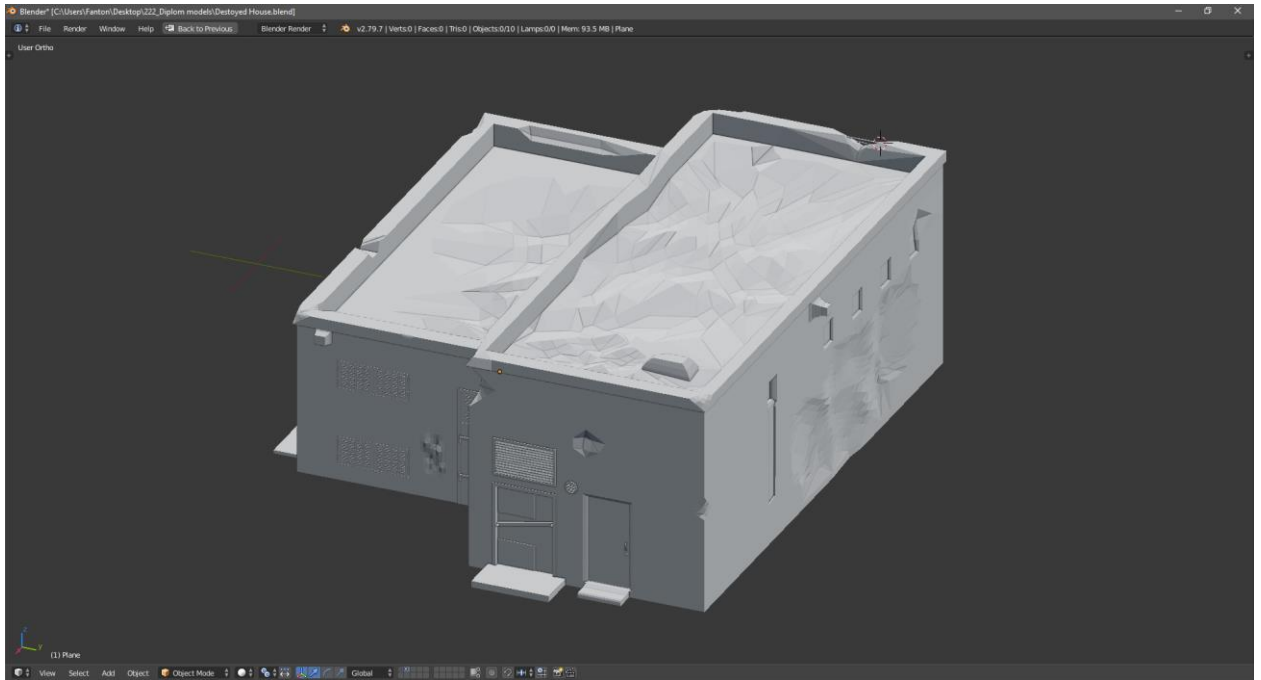 Blender* [C:\Users\Fanton\Desktop\222_Diplom models\Destoyed House.blend]
File Render Window Help Back to Previous Blender Render v2.79.7 | Verts:0 | Faces:0 | Tris:0 | Objects:0/10 | Lamps:0/0 | Mem: 93.5 MB | Plane
User Ortho
z
y
(1) Plane
View Select Add Object Object Mode Global